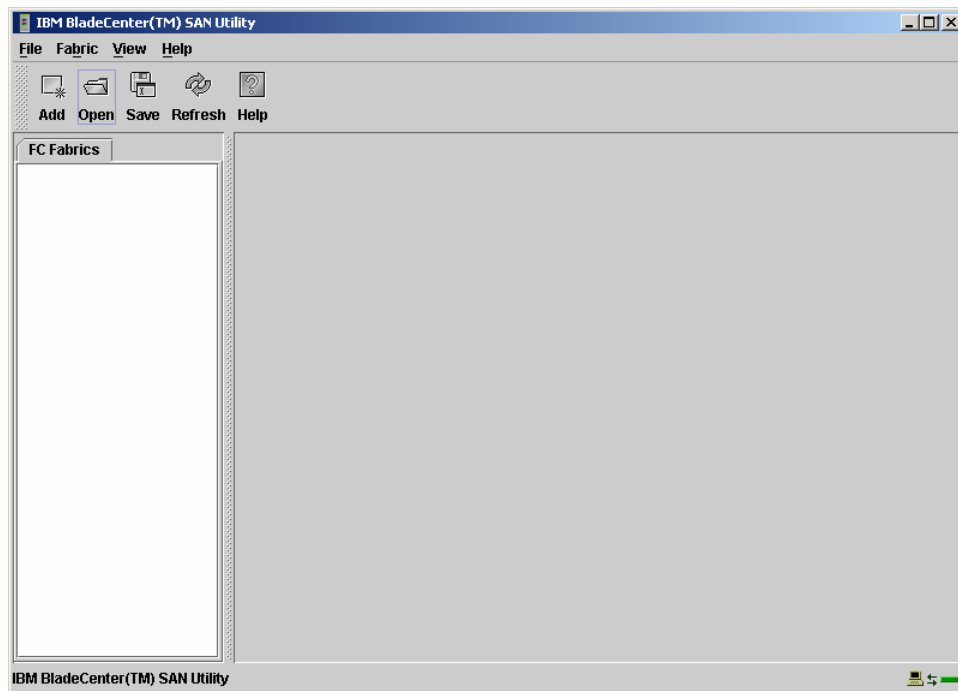 IBM BladeCenter(TM) SAN Utility
File Fabric View Help
Add Open Save Refresh Help
FC Fabrics
IBM BladeCenter(TM) SAN Utility